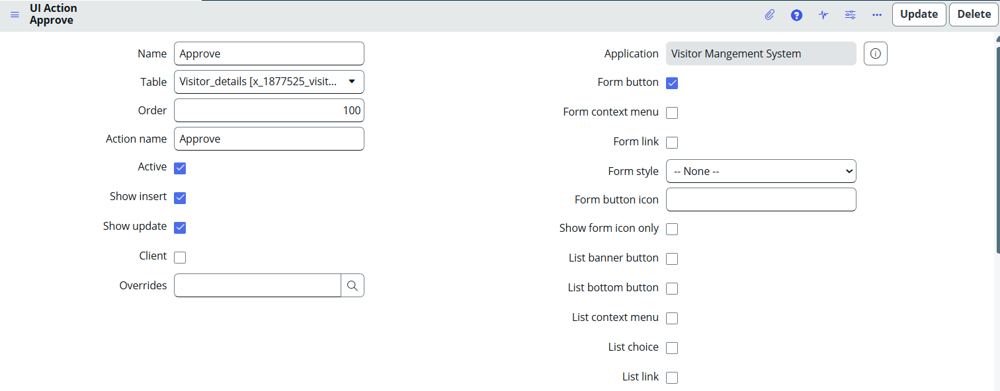 UI Action
Approve
Update
Delete
Name
Approve
Table
Visitor_details [x_1877525_visit...
Order
100
Action name
Approve
Active
Show insert
Show update
Client
Overrides
Application
Visitor Mangement System
Form button
Form context menu
Form link
Form style
-- None --
Form button icon
Show form icon only
List banner button
List bottom button
List context menu
List choice
List link